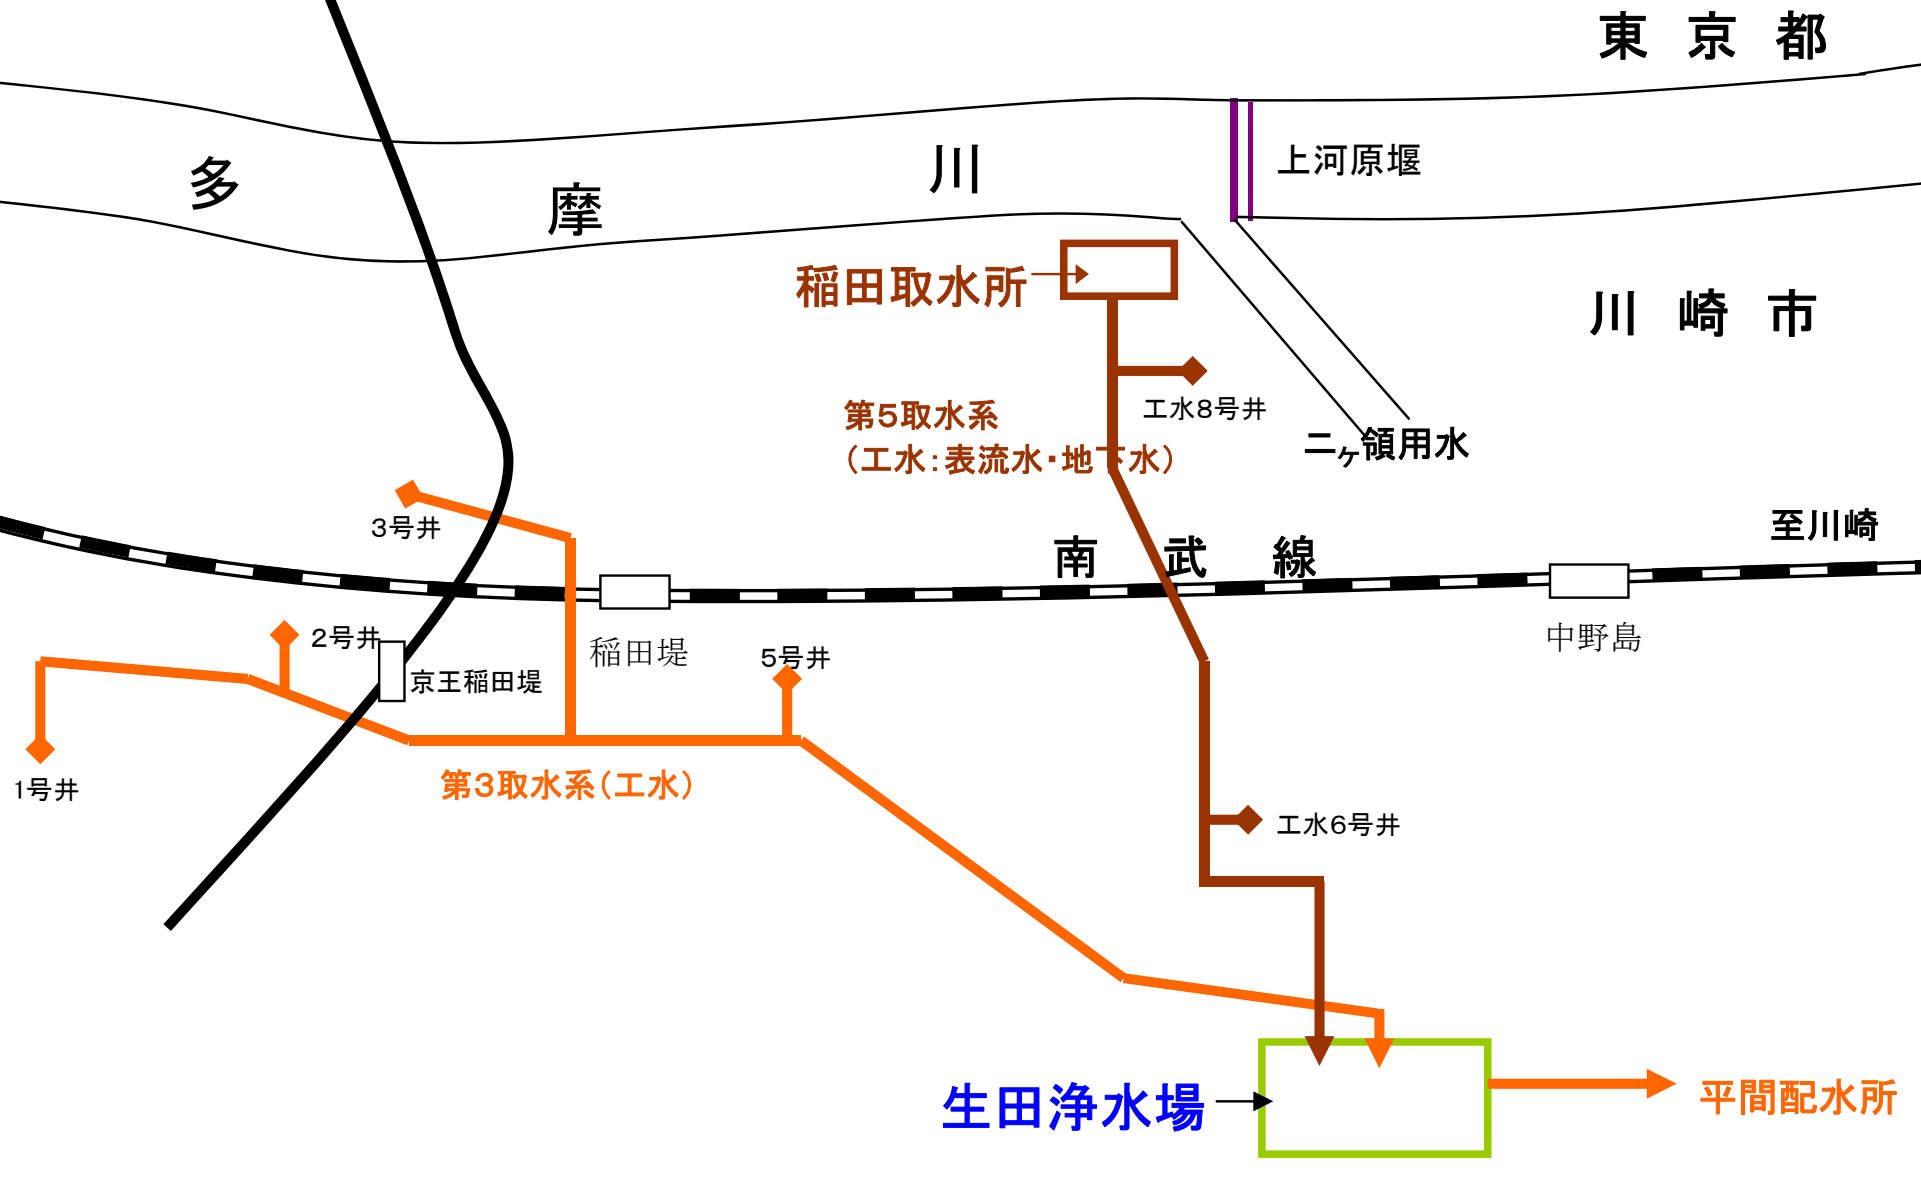 東京都
多摩川
上河原堰
稲田取水所
川崎市
第5取水系
（工水：表流水・地下水）
工水8号井
二ヶ領用水
3号井
南武線
至川崎
2号井
稲田堤
5号井
中野島
京王稲田堤
1号井
第3取水系（工水）
工水6号井
生田浄水場
平間配水所